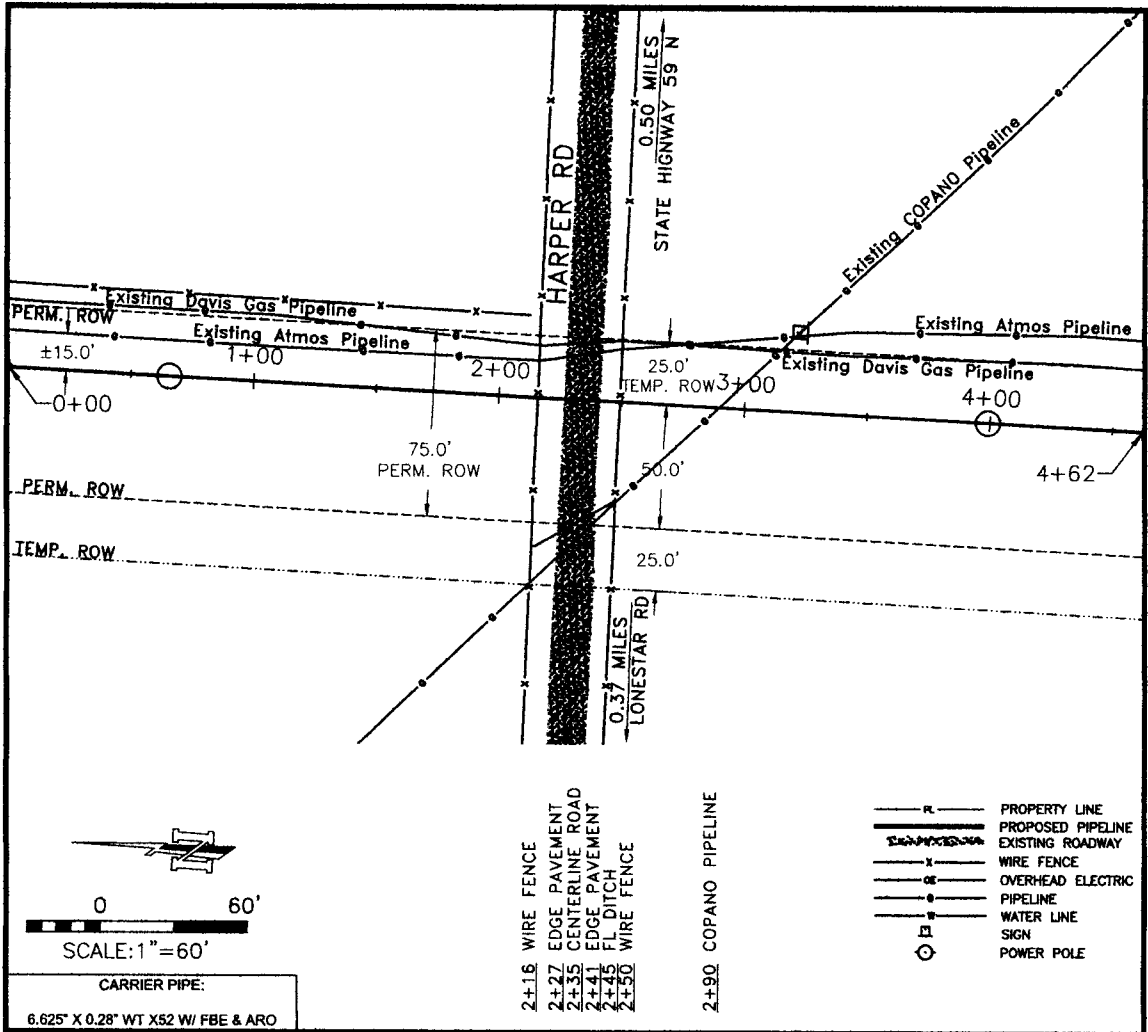 0.50 MILES
STATE HIGNWAY 59 N
HARPER RD
Existing COPANO Pipeline
Existing Davis Gas Pipeline
PERM. ROW
Existing Atmos Pipeline
Existing Atmos Pipeline
±15.0'
1+00
2+00
25.0'
TEMP. ROW
3+00
Existing Davis Gas Pipeline
4+00
0+00
75.0'
PERM. ROW
50.0'
4+62
PERM. ROW
TEMP. ROW
25.0'
0.37 MILES
LONESTAR RD
2+16 WIRE FENCE
2+27 EDGE PAVEMENT
2+35 CENTERLINE ROAD
2+41 EDGE PAVEMENT
2+45 FL DITCH
2+50 WIRE FENCE
2+90 COPANO PIPELINE
N
0 60'
SCALE: 1"=60'
CARRIER PIPE:
6.625" X 0.28" WT X52 W/ FBE & ARO
PL PROPERTY LINE
PROPOSED PIPELINE
EXISTING ROADWAY
X WIRE FENCE
OE OVERHEAD ELECTRIC
PIPELINE
W WATER LINE
SIGN
POWER POLE